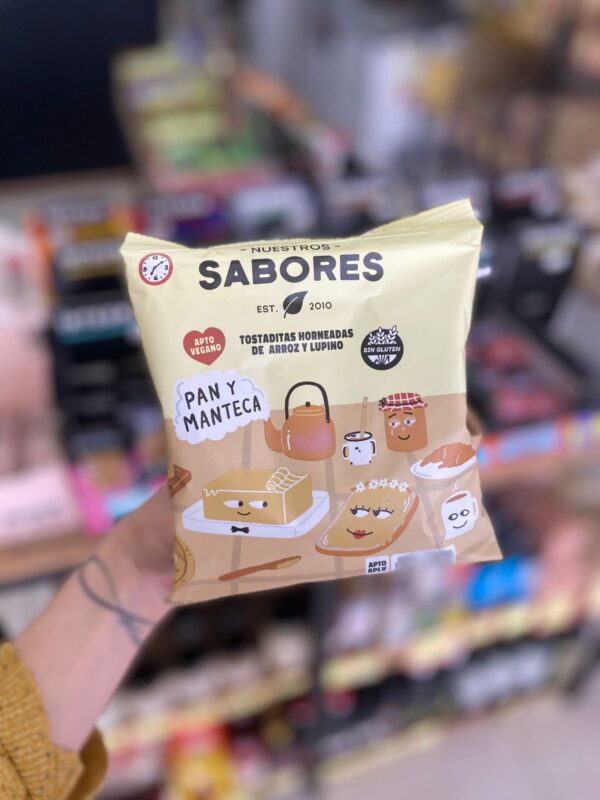 - NUESTROS -
SABORES
EST. 2010
APTO
VEGANO
TOSTADITAS HORNEADAS
DE ARROZ Y LUPINO
SIN GLUTEN
PAN Y
MANTECA
APTO
APLV